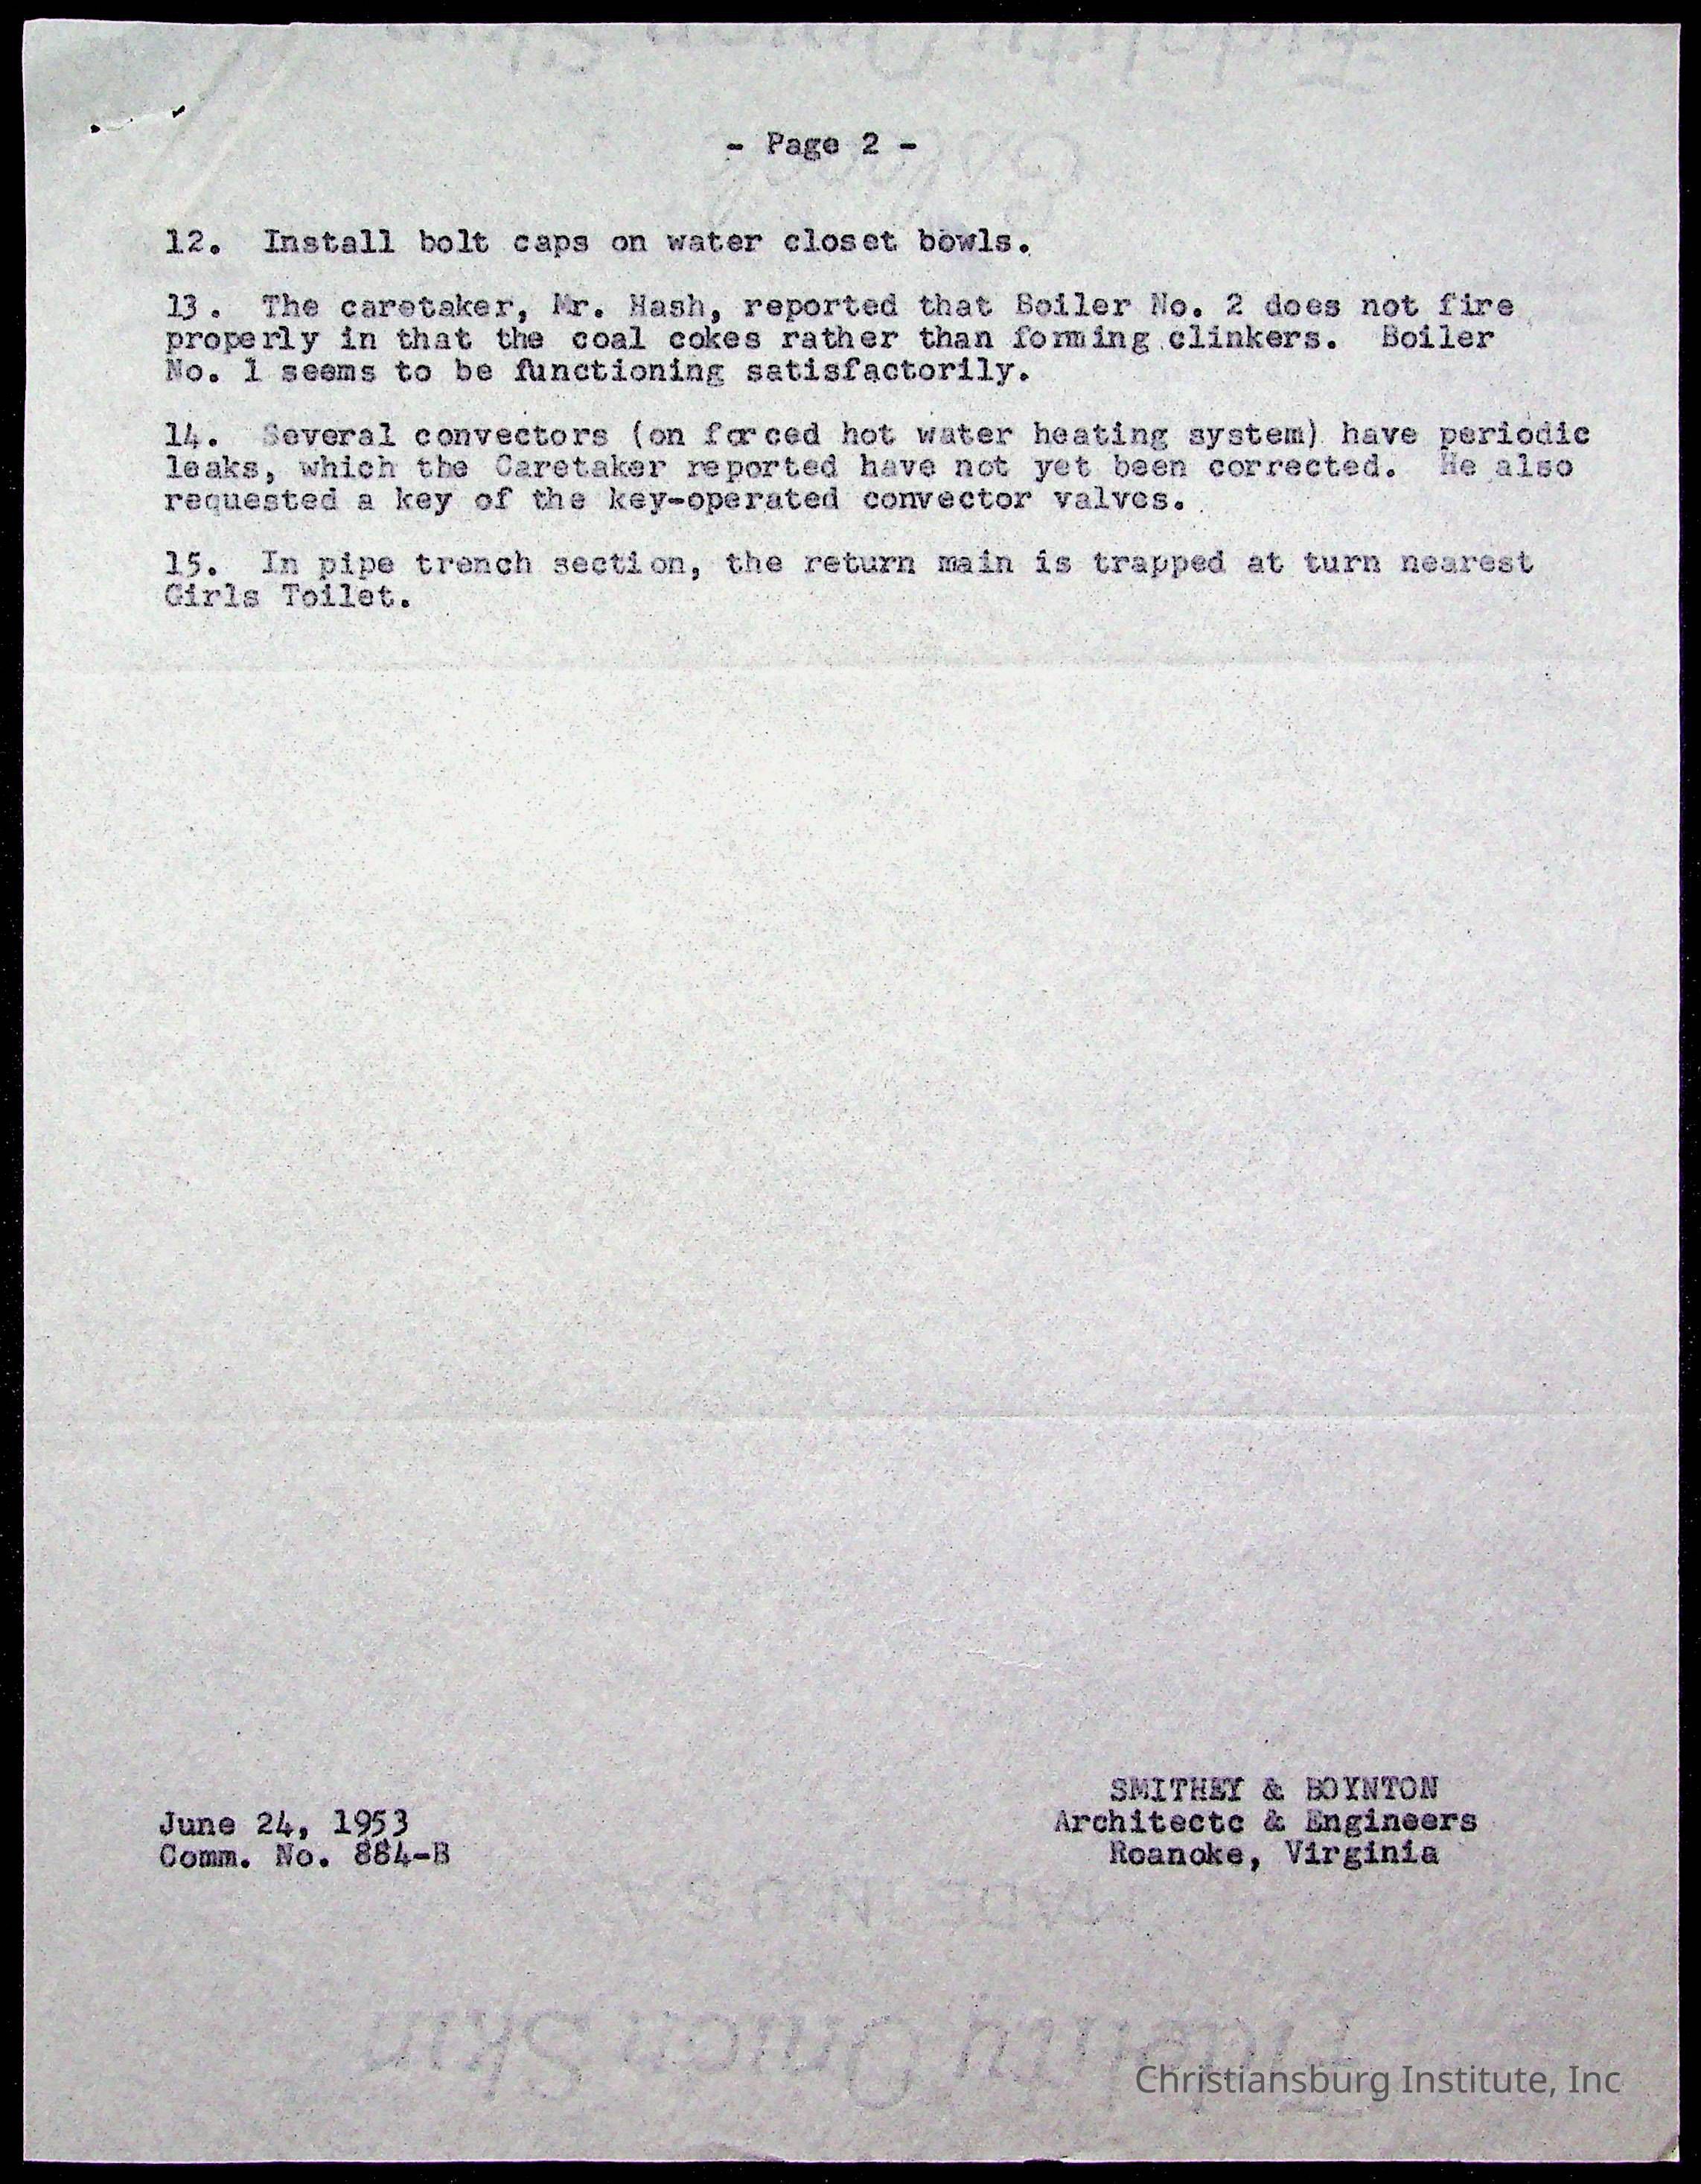 - Page 2 -
12. Install bolt caps on water closet bowls.
13. The caretaker, Mr. Hash, reported that Boiler No. 2 does not fire
properly in that the coal cokes rather than forming clinkers. Boiler
No. 1 seems to be functioning satisfactorily.
14. Several convectors (on forced hot water heating system) have periodic
leaks, which the Caretaker reported have not yet been corrected. He also
requested a key of the key-operated convector valves.
15. In pipe trench section, the return main is trapped at turn nearest
Girls Toilet.
SMITHEY & BOYNTON
June 24, 1953 Architectc & Engineers
Comm. No. 884-B Roanoke, Virginia
MADE IN U S A
Fidelity Onion Skin
Christiansburg Institute, Inc